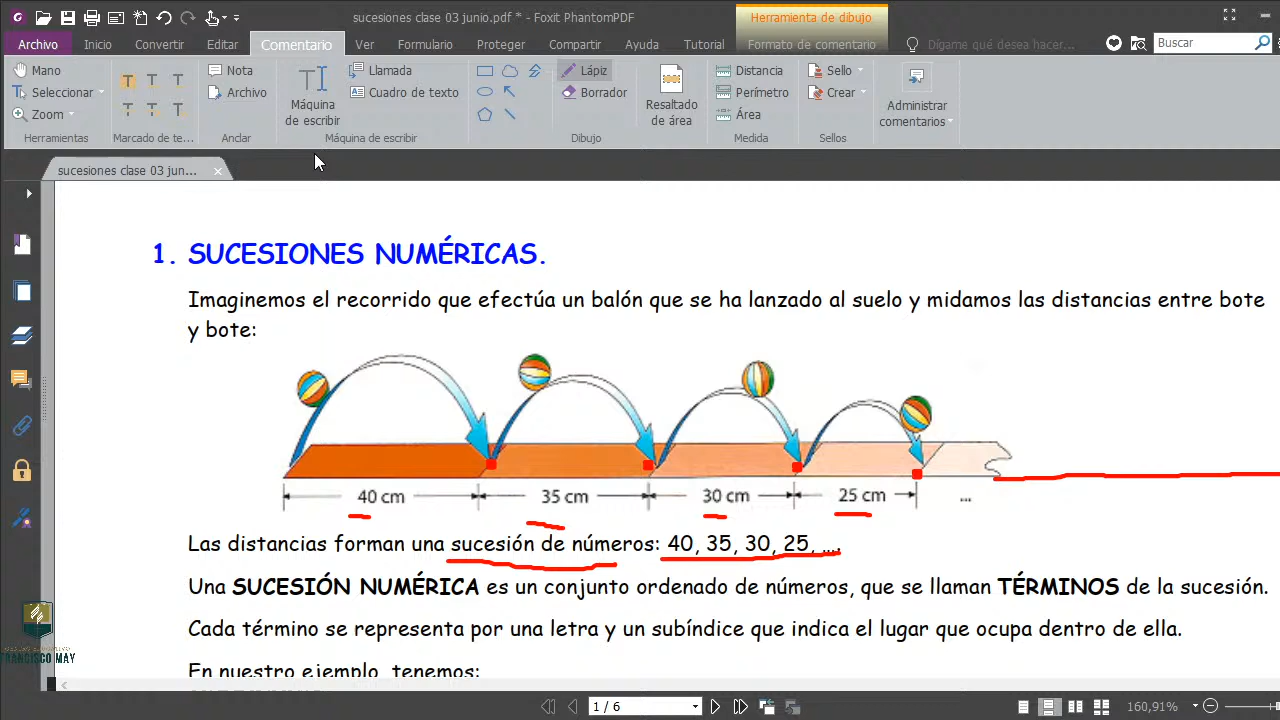 sucesiones clase 03 junio.pdf * - Foxit PhantomPDF
Herramienta de dibujo
Archivo Inicio Convertir Editar Comentario Ver Formulario Proteger Compartir Ayuda Tutorial Formato de comentario Dígame qué desea hacer... Buscar
Mano
Seleccionar
Zoom
Herramientas
Marcado de te...
Nota
Archivo
Anclar
Máquina de escribir
Llamada
Cuadro de texto
Máquina de escribir
Lápiz
Borrador
Dibujo
Resaltado de área
Distancia
Perímetro
Área
Medida
Sello
Crear
Sellos
Administrar comentarios
sucesiones clase 03 jun...
1. SUCESIONES NUMÉRICAS.
Imaginemos el recorrido que efectúa un balón que se ha lanzado al suelo y midamos las distancias entre bote
y bote:
40 cm 35 cm 30 cm 25 cm ...
Las distancias forman una sucesión de números: 40, 35, 30, 25, ....
Una SUCESIÓN NUMÉRICA es un conjunto ordenado de números, que se llaman TÉRMINOS de la sucesión.
Cada término se representa por una letra y un subíndice que indica el lugar que ocupa dentro de ella.
FRANCISCO MAY
En nuestro ejemplo, tenemos:
1 / 6
160,91%